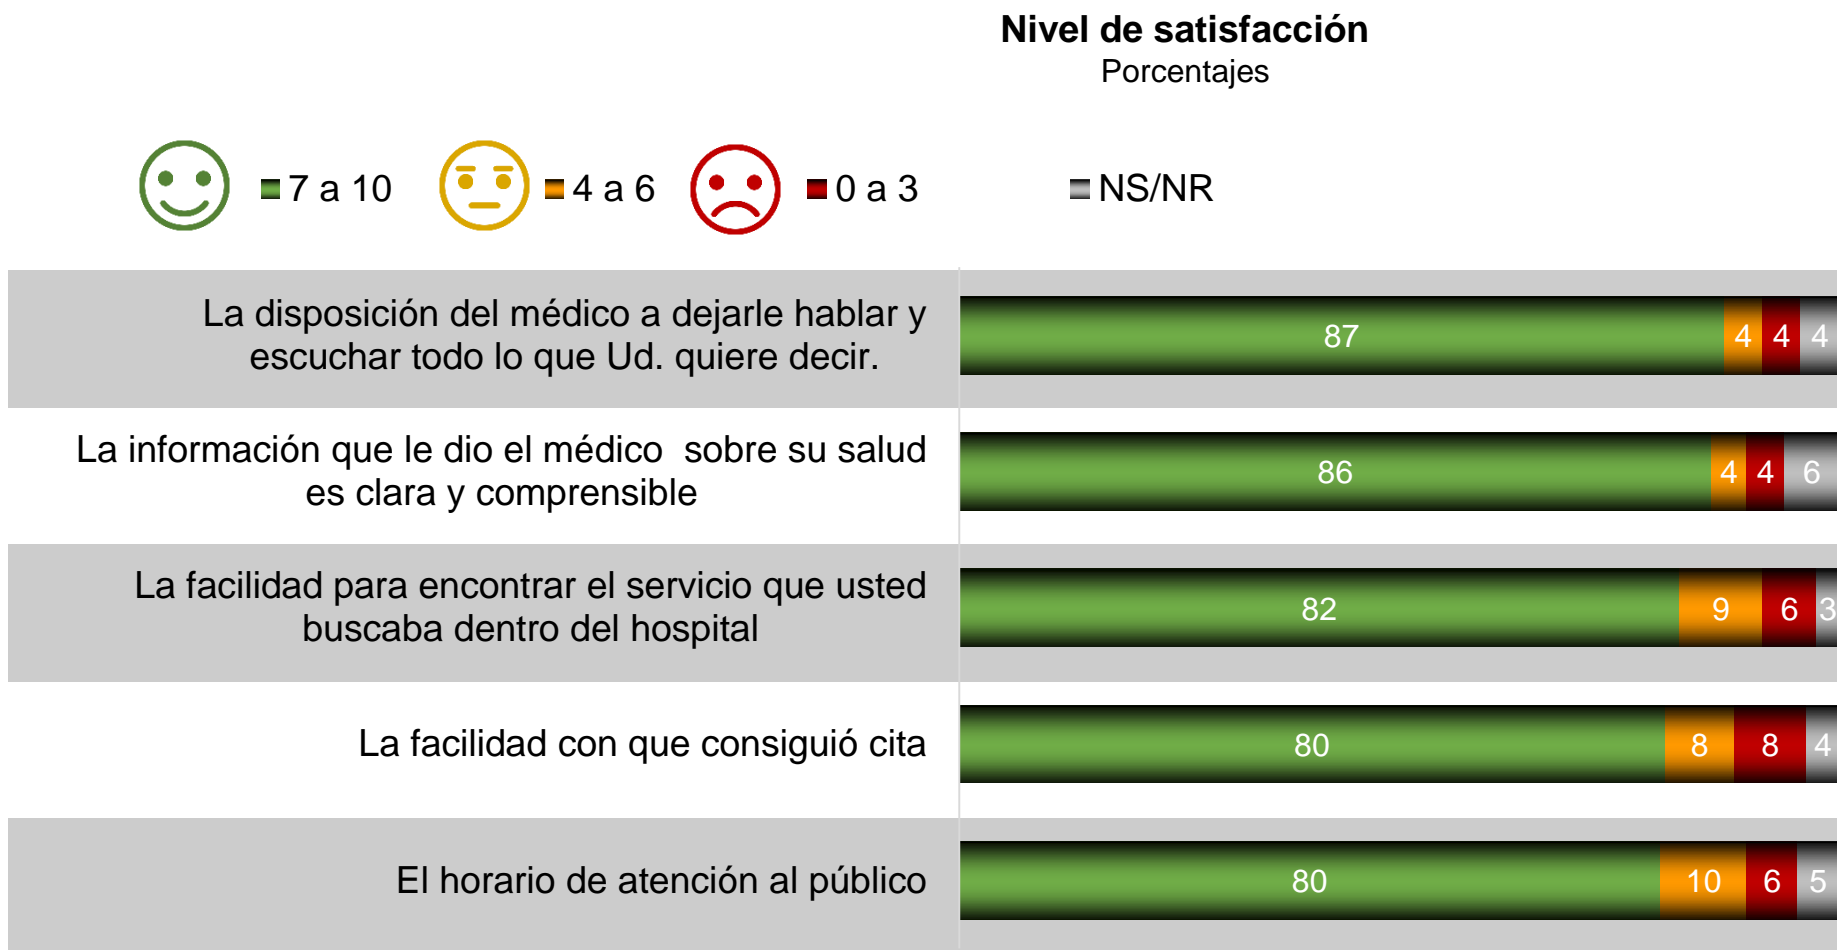 Nivel de satisfacción
Porcentajes
7 a 10
4 a 6
0 a 3
NS/NR
La disposición del médico a dejarle hablar y
escuchar todo lo que Ud. quiere decir.
87 4 4 4
La información que le dio el médico  sobre su salud
es clara y comprensible
86 4 4 6
La facilidad para encontrar el servicio que usted
buscaba dentro del hospital
82 9 6 3
La facilidad con que consiguió cita
80 8 8 4
El horario de atención al público
80 10 6 5